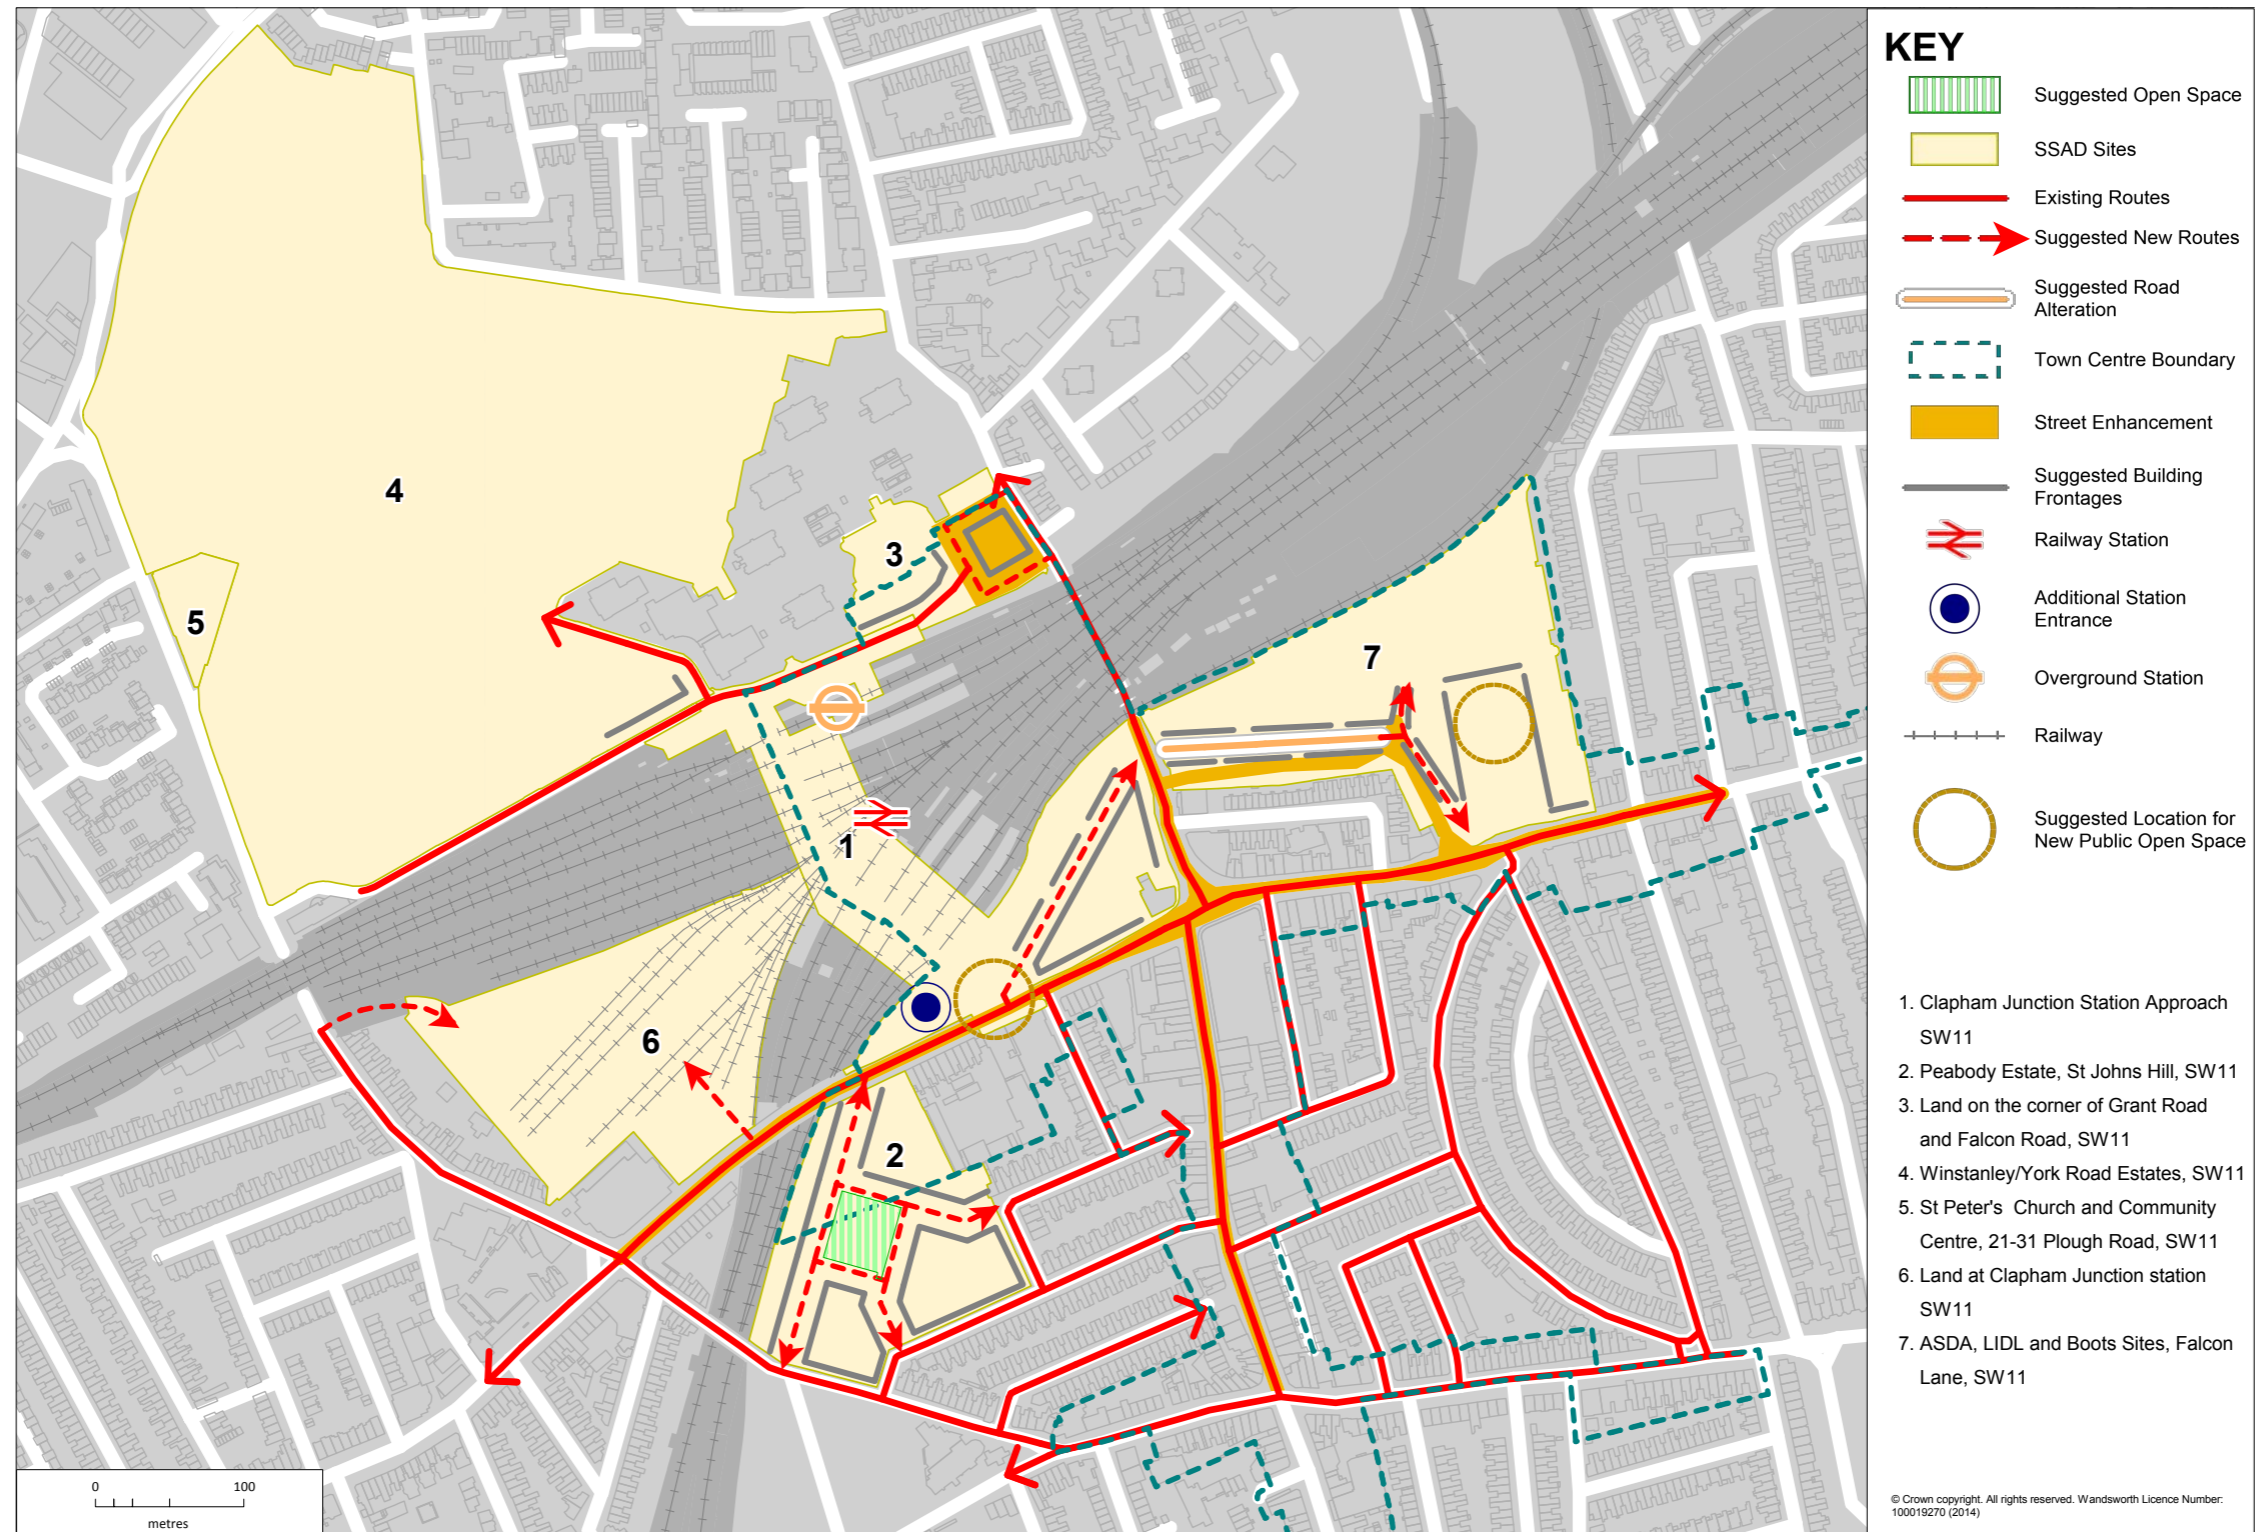 KEY
Suggested Open Space
SSAD Sites
Existing Routes
Suggested New Routes
Suggested Road
Alteration
Town Centre Boundary
Street Enhancement
Suggested Building
Frontages
Railway Station
Additional Station
Entrance
Overground Station
Railway
Suggested Location for
New Public Open Space
1. Clapham Junction Station Approach
SW11
2. Peabody Estate, St Johns Hill, SW11
3. Land on the corner of Grant Road
and Falcon Road, SW11
4. Winstanley/York Road Estates, SW11
5. St Peter's Church and Community
Centre, 21-31 Plough Road, SW11
6. Land at Clapham Junction station
SW11
7. ASDA, LIDL and Boots Sites, Falcon
Lane, SW11
© Crown copyright. All rights reserved. Wandsworth Licence Number:
100019270 (2014)
4
3
5
7
1
6
2
0 100
metres